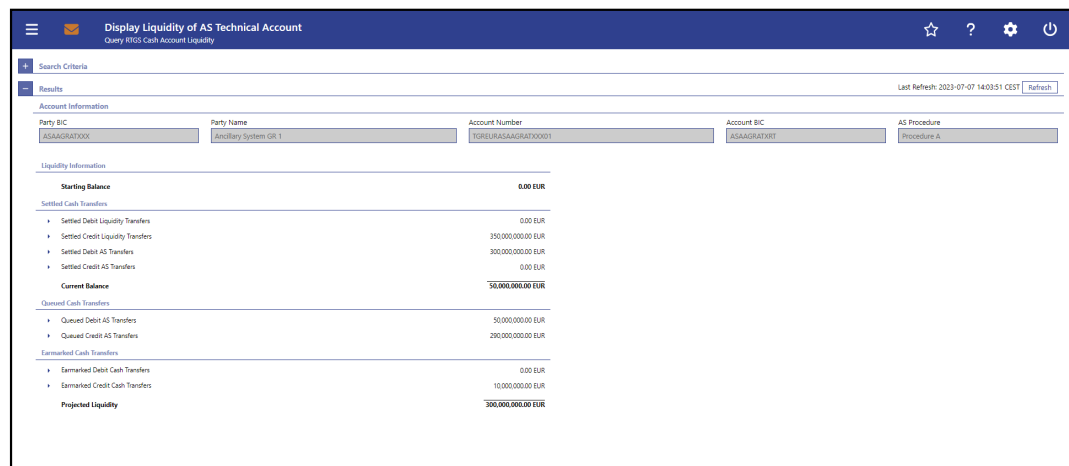 Display Liquidity of AS Technical Account
Query RTGS Cash Account Liquidity
?
+ Search Criteria
− Results
Last Refresh: 2023-07-07 14:03:51 CEST Refresh
Account Information
Party BIC Party Name Account Number Account BIC AS Procedure
ASAAGRATXXX Ancillary System GR 1 TGREURASAAGRATXXX01 ASAAGRATXRT Procedure A
Liquidity Information
Starting Balance 0.00 EUR
Settled Cash Transfers
Settled Debit Liquidity Transfers 0.00 EUR
Settled Credit Liquidity Transfers 350,000,000.00 EUR
Settled Debit AS Transfers 300,000,000.00 EUR
Settled Credit AS Transfers 0.00 EUR
Current Balance 50,000,000.00 EUR
Queued Cash Transfers
Queued Debit AS Transfers 50,000,000.00 EUR
Queued Credit AS Transfers 290,000,000.00 EUR
Earmarked Cash Transfers
Earmarked Debit Cash Transfers 0.00 EUR
Earmarked Credit Cash Transfers 10,000,000.00 EUR
Projected Liquidity 300,000,000.00 EUR